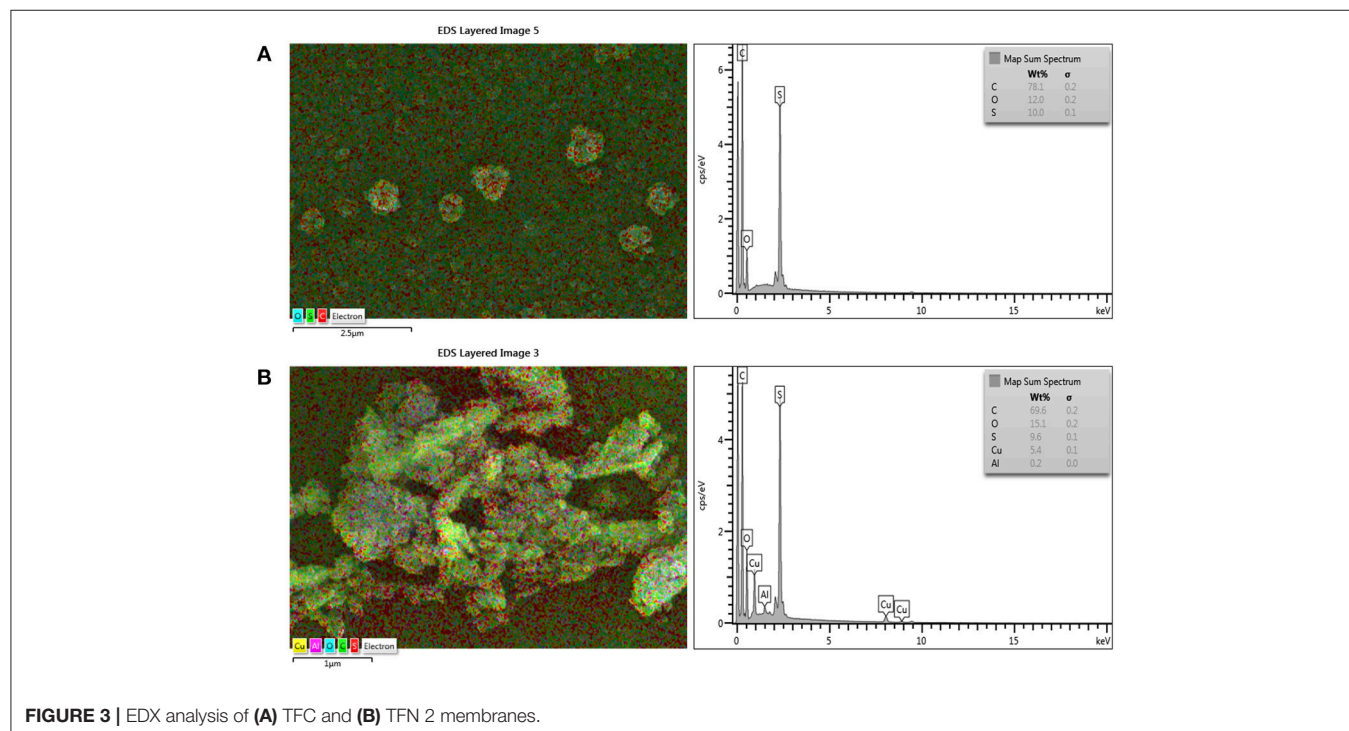 EDS Layered Image 5
A
O S C Electron
2.5µm
cps/eV
6
4
2
0
C
O
S
0 5 10 15 keV
Map Sum Spectrum
Wt% σ
C 78.1 0.2
O 12.0 0.2
S 10.0 0.1
EDS Layered Image 3
B
Cu Al O C S Electron
1µm
cps/eV
4
2
0
C
O
Cu
Al
S
Cu
Cu
0 5 10 15 keV
Map Sum Spectrum
Wt% σ
C 69.6 0.2
O 15.1 0.2
S 9.6 0.1
Cu 5.4 0.1
Al 0.2 0.0
FIGURE 3 | EDX analysis of (A) TFC and (B) TFN 2 membranes.